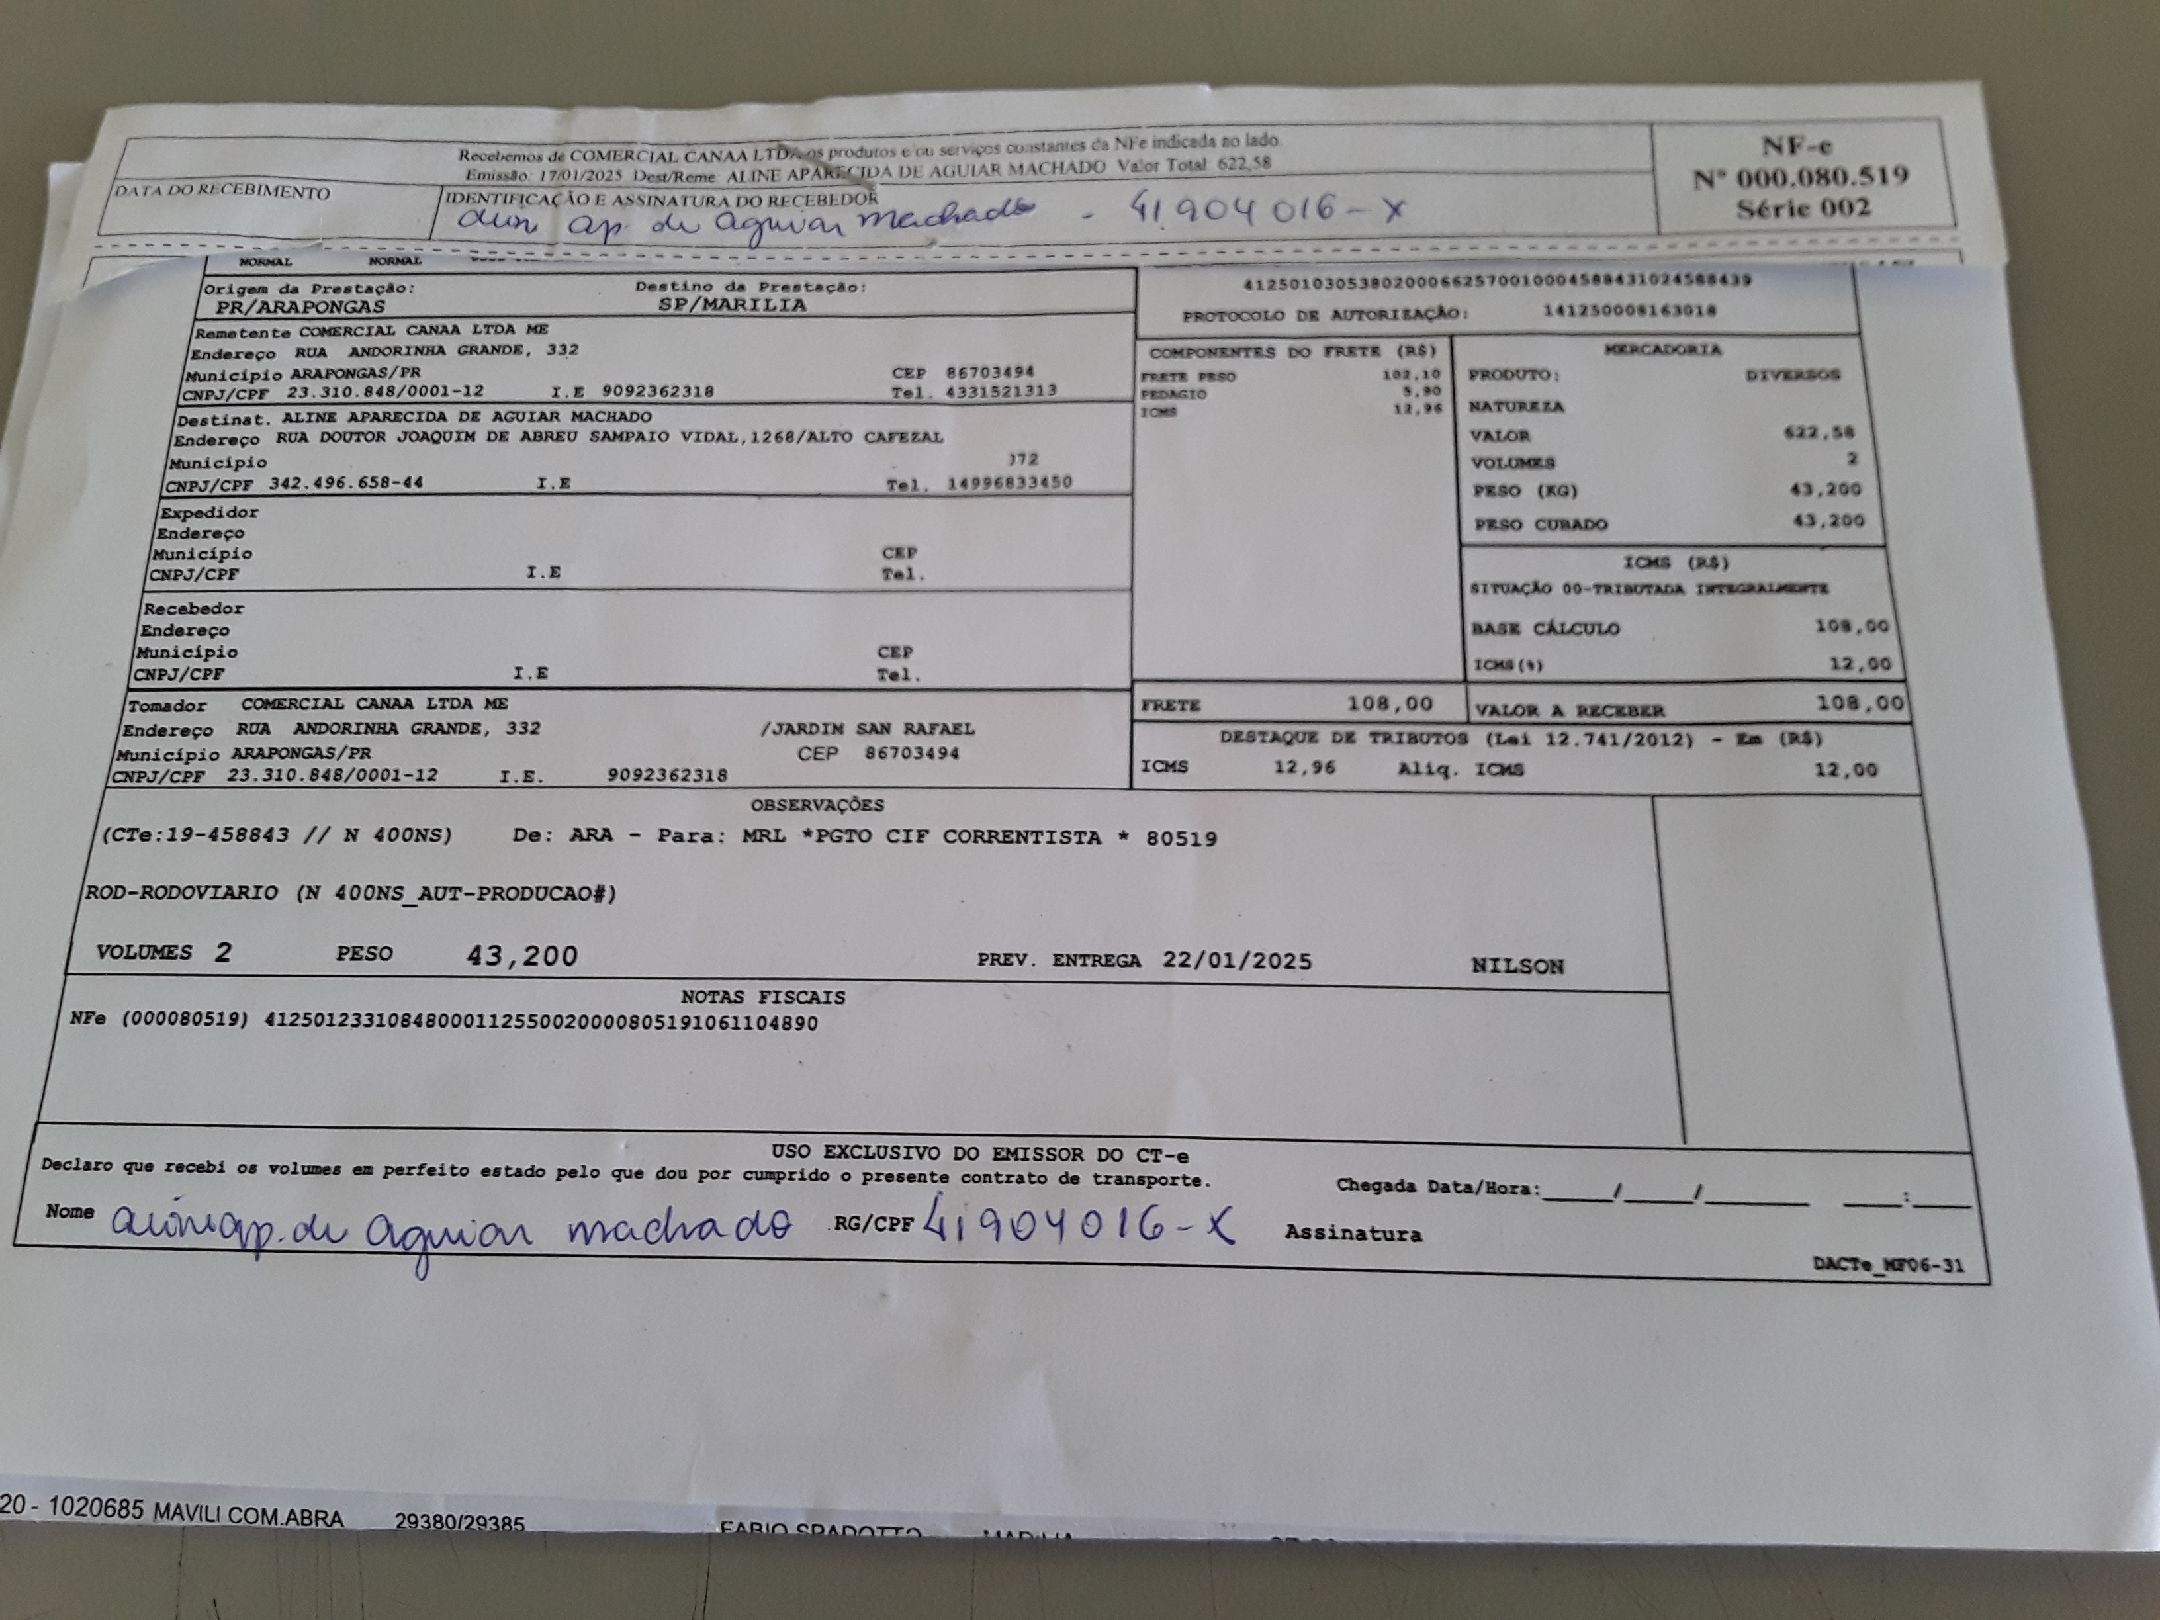 Recebemos de COMERCIAL CANAA LTDA os produtos e ou serviços constantes da NFe indicada ao lado.
Emissão: 17/01/2025 Dest/Reme: ALINE APARECIDA DE AGUIAR MACHADO Valor Total: 622,58
NF-e
Nº 000.080.519
Série 002
DATA DO RECEBIMENTO
IDENTIFICAÇÃO E ASSINATURA DO RECEBEDOR
ap. de Aguiar Machado - 41904016-X
NORMAL NORMAL
Origem da Prestação: Destino da Prestação:
PR/ARAPONGAS SP/MARILIA
41250103053802000662570010004588431024588439
PROTOCOLO DE AUTORIZAÇÃO: 141250008163018
Remetente COMERCIAL CANAA LTDA ME
Endereço RUA ANDORINHA GRANDE, 332
Município ARAPONGAS/PR CEP 86703494
CNPJ/CPF 23.310.848/0001-12 I.E 9092362318 Tel. 4331521313
Destinat. ALINE APARECIDA DE AGUIAR MACHADO
Endereço RUA DOUTOR JOAQUIM DE ABREU SAMPAIO VIDAL,1268/ALTO CAFEZAL
Município 072
CNPJ/CPF 342.496.658-44 I.E Tel. 14996833450
Expedidor
Endereço
Município CEP
CNPJ/CPF I.E Tel.
Recebedor
Endereço
Município CEP
CNPJ/CPF I.E Tel.
Tomador COMERCIAL CANAA LTDA ME
Endereço RUA ANDORINHA GRANDE, 332 /JARDIM SAN RAFAEL
Município ARAPONGAS/PR CEP 86703494
CNPJ/CPF 23.310.848/0001-12 I.E. 9092362318
COMPONENTES DO FRETE (R$)
FRETE PESO 102,10
PEDAGIO 5,90
ICMS 12,96
MERCADORIA
PRODUTO: DIVERSOS
NATUREZA
VALOR 622,58
VOLUMES 2
PESO (KG) 43,200
PESO CUBADO 43,200
ICMS (R$)
SITUAÇÃO 00-TRIBUTADA INTEGRALMENTE
BASE CÁLCULO 108,00
ICMS(%) 12,00
FRETE 108,00 VALOR A RECEBER 108,00
DESTAQUE DE TRIBUTOS (Lei 12.741/2012) - Em (R$)
ICMS 12,96 Aliq. ICMS 12,00
OBSERVAÇÕES
(CTe:19-458843 // N 400NS) De: ARA - Para: MRL *PGTO CIF CORRENTISTA * 80519
ROD-RODOVIARIO (N 400NS_AUT-PRODUCAO#)
VOLUMES 2 PESO 43,200 PREV. ENTREGA 22/01/2025 NILSON
NOTAS FISCAIS
NFe (000080519) 41250123310848000112550020000805191061104890
USO EXCLUSIVO DO EMISSOR DO CT-e
Declaro que recebi os volumes em perfeito estado pelo que dou por cumprido o presente contrato de transporte.
Chegada Data/Hora:_____/_____/________ ____:____
Nome Aline ap. de Aguiar Machado RG/CPF 41904016-X Assinatura
DACTe_MF06-31
20 - 1020685 MAVILI COM.ABRA 29380/29385 FABIO SPADOTTO MARILIA